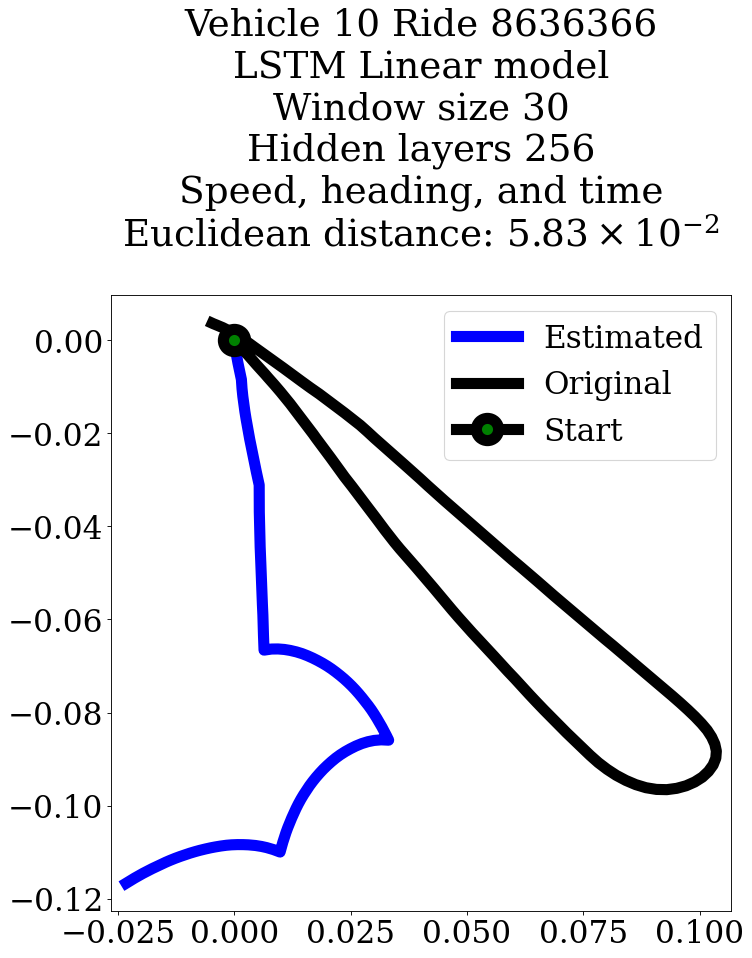 Vehicle 10 Ride 8636366
LSTM Linear model
Window size 30
Hidden layers 256
Speed, heading, and time
Euclidean distance: 5.83 × 10⁻²
Estimated
Original
Start
0.00
−0.02
−0.04
−0.06
−0.08
−0.10
−0.12
−0.025 0.000 0.025 0.050 0.075 0.100